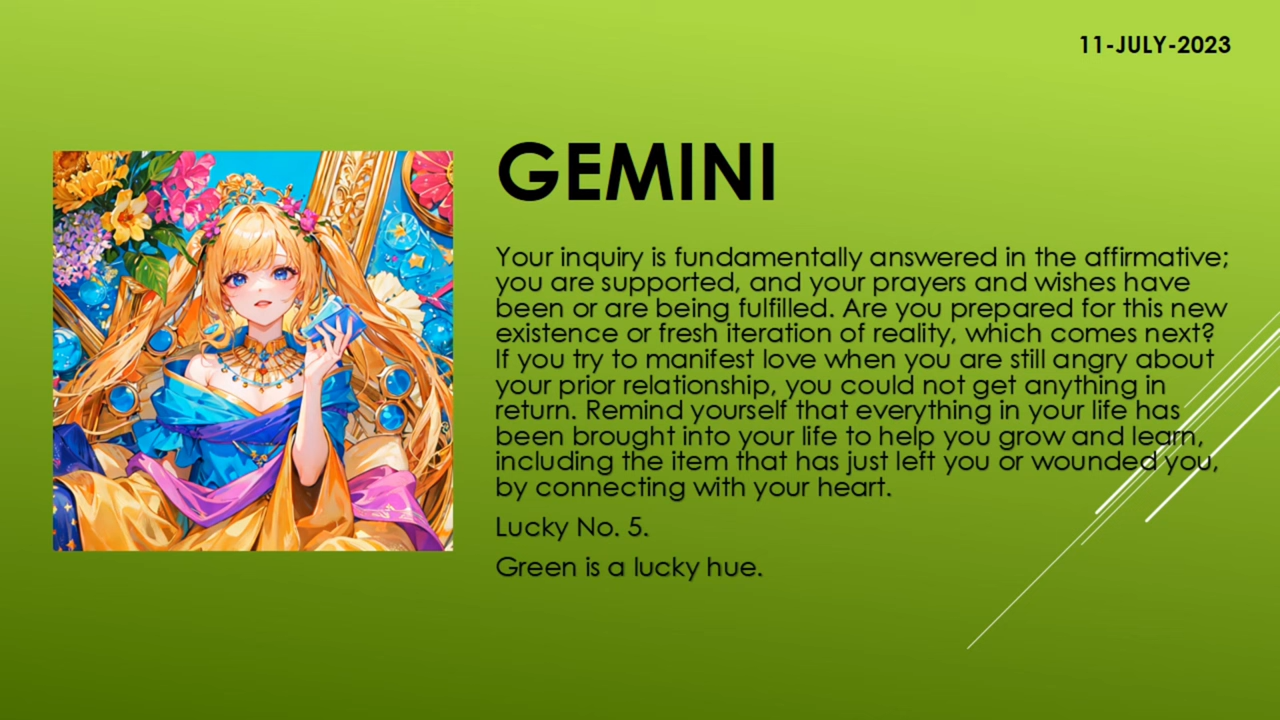 11-JULY-2023
GEMINI
Your inquiry is fundamentally answered in the affirmative;
you are supported, and your prayers and wishes have
been or are being fulfilled. Are you prepared for this new
existence or fresh iteration of reality, which comes next?
If you try to manifest love when you are still angry about
your prior relationship, you could not get anything in
return. Remind yourself that everything in your life has
been brought into your life to help you grow and learn,
including the item that has just left you or wounded you,
by connecting with your heart.
Lucky No. 5.
Green is a lucky hue.